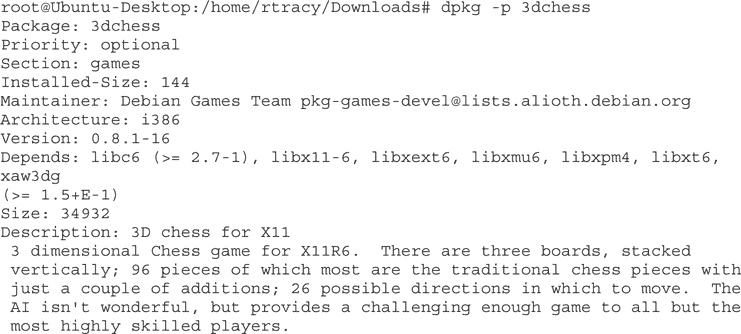 root@Ubuntu-Desktop:/home/rtracy/Downloads# dpkg -p 3dchess
Package: 3dchess
Priority: optional
Section: games
Installed-Size: 144
Maintainer: Debian Games Team pkg-games-devel@lists.alioth.debian.org
Architecture: i386
Version: 0.8.1-16
Depends: libc6 (>= 2.7-1), libx11-6, libxext6, libxmu6, libxpm4, libxt6,
xaw3dg
(>= 1.5+E-1)
Size: 34932
Description: 3D chess for X11
3 dimensional Chess game for X11R6.  There are three boards, stacked
vertically; 96 pieces of which most are the traditional chess pieces with
just a couple of additions; 26 possible directions in which to move.  The
AI isn't wonderful, but provides a challenging enough game to all but the
most highly skilled players.